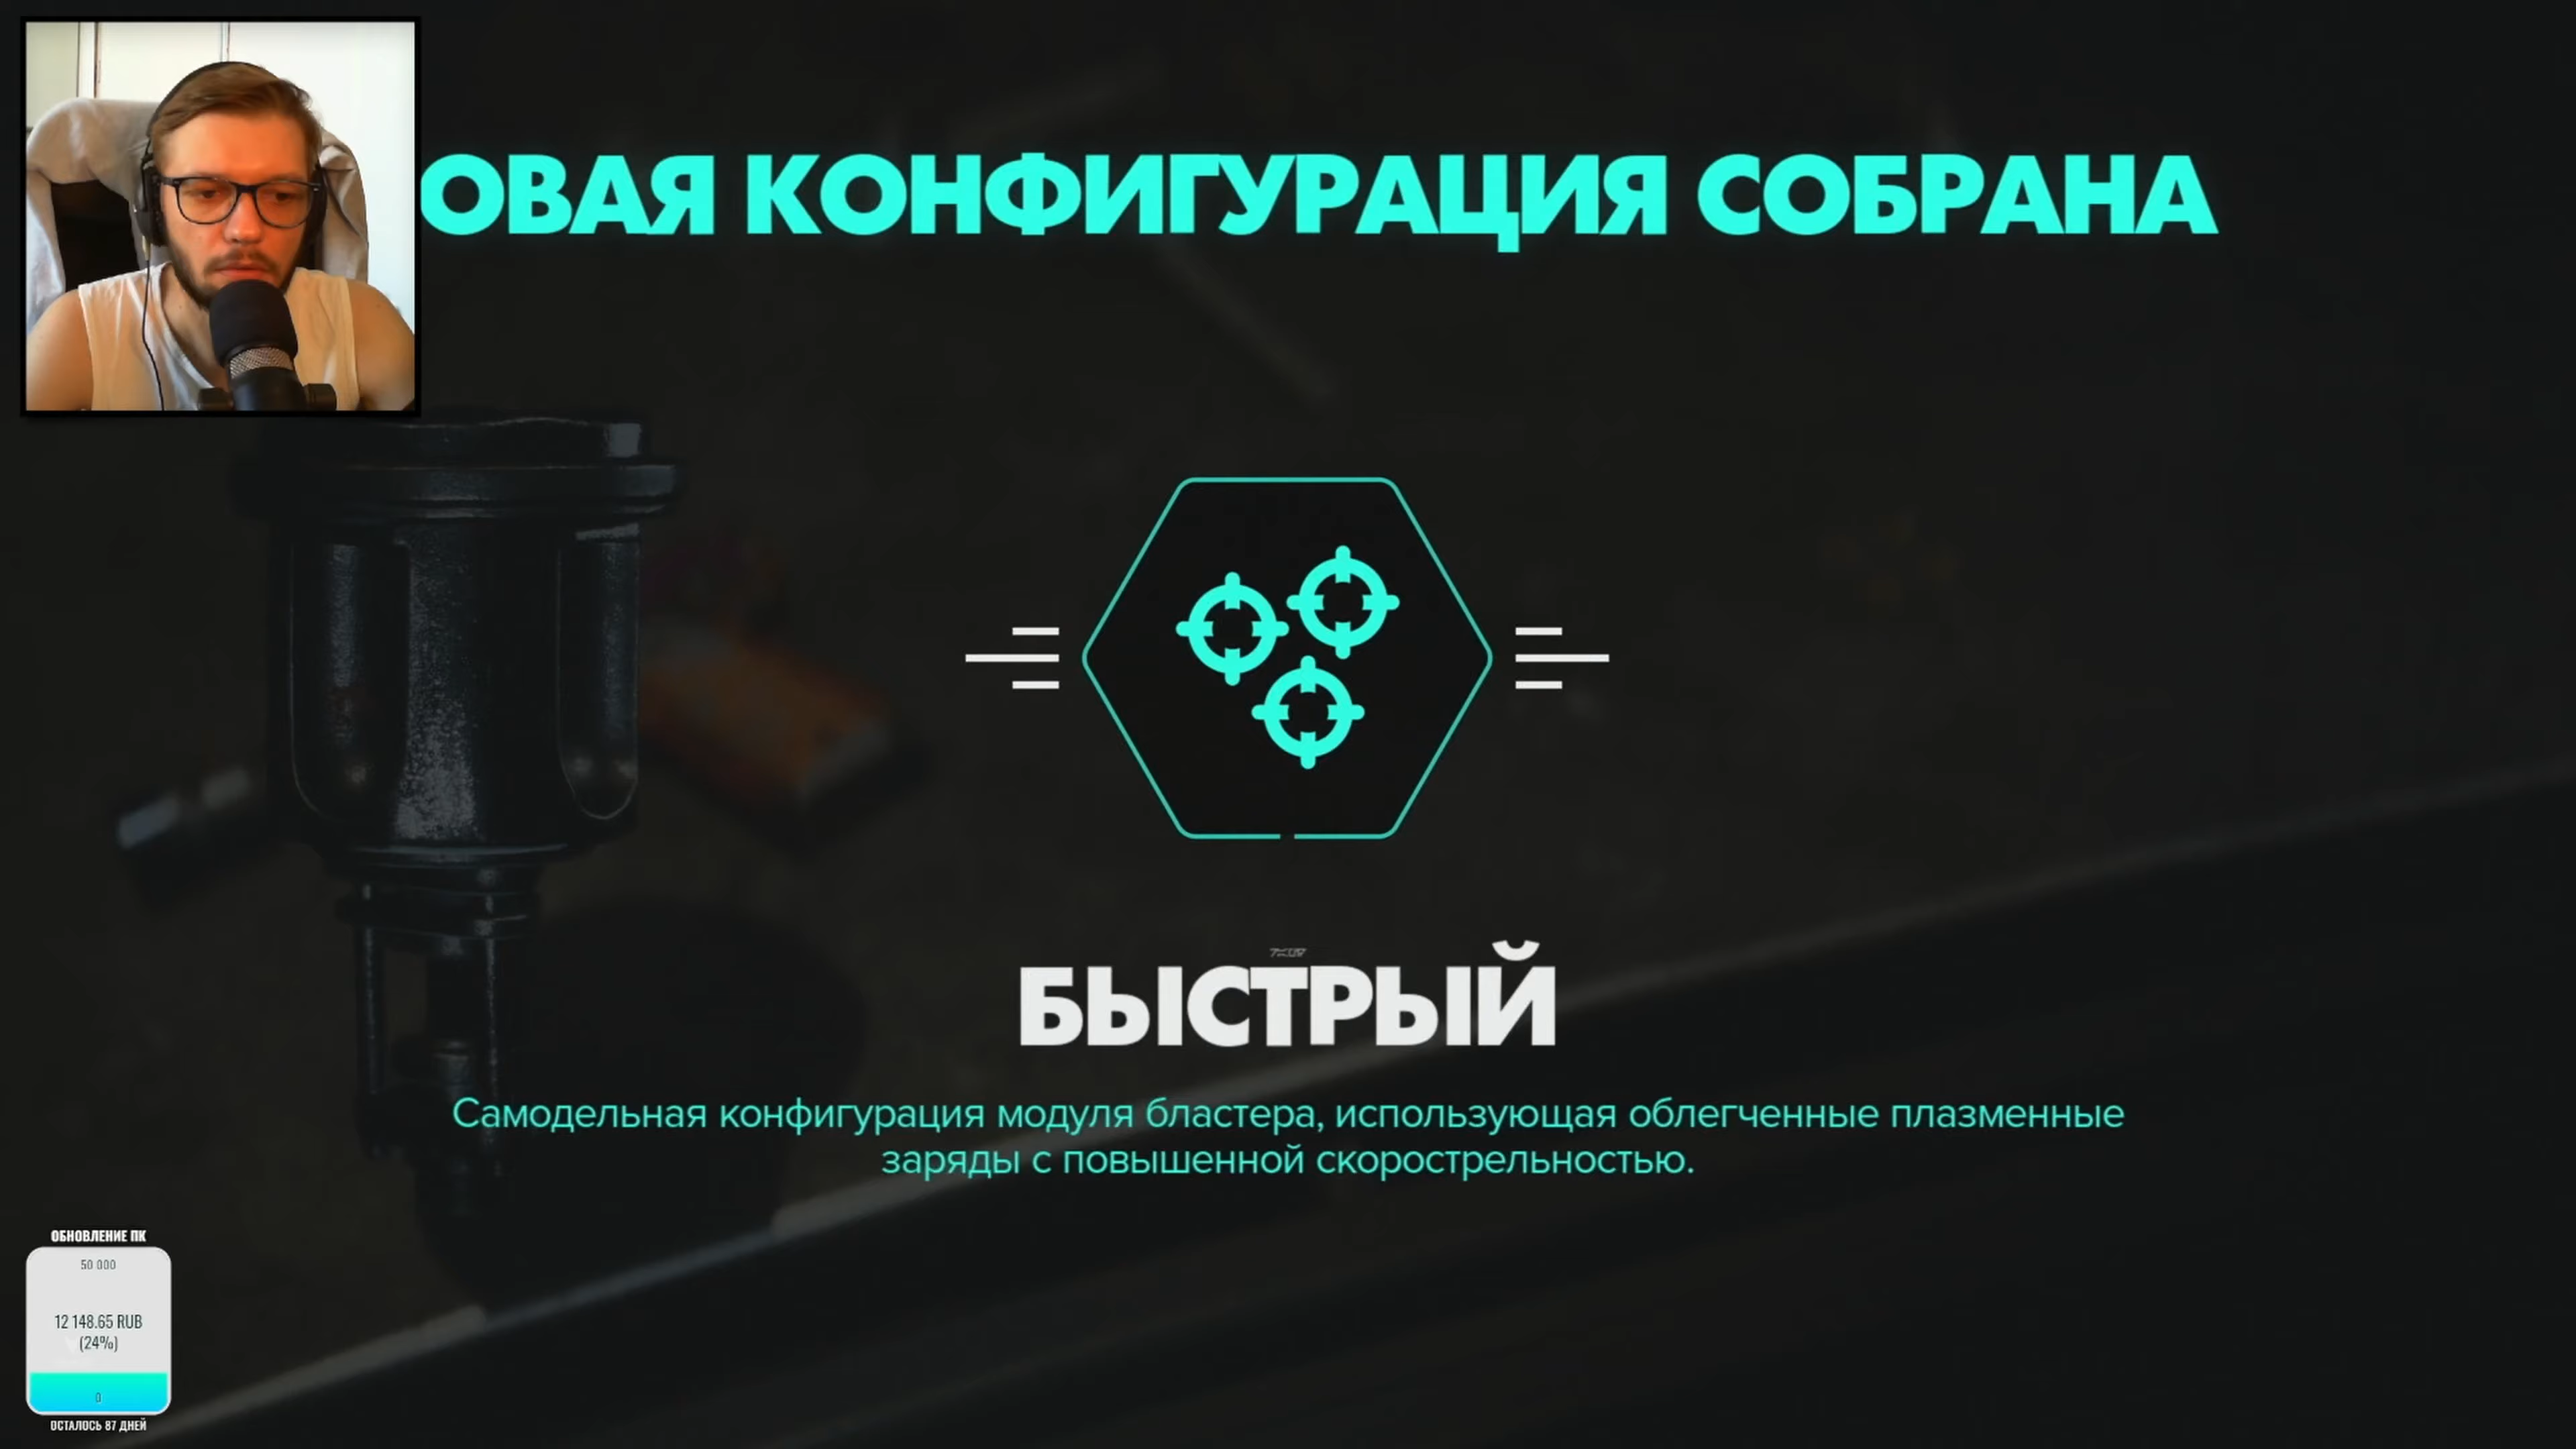 ОВАЯ КОНФИГУРАЦИЯ СОБРАНА
БЫСТРЫЙ
Самодельная конфигурация модуля бластера, использующая облегченные плазменные
заряды с повышенной скорострельностью.
ОБНОВЛЕНИЕ ПК
50 000
12 148.65 RUB
(24%)
0
ОСТАЛОСЬ 87 ДНЕЙ